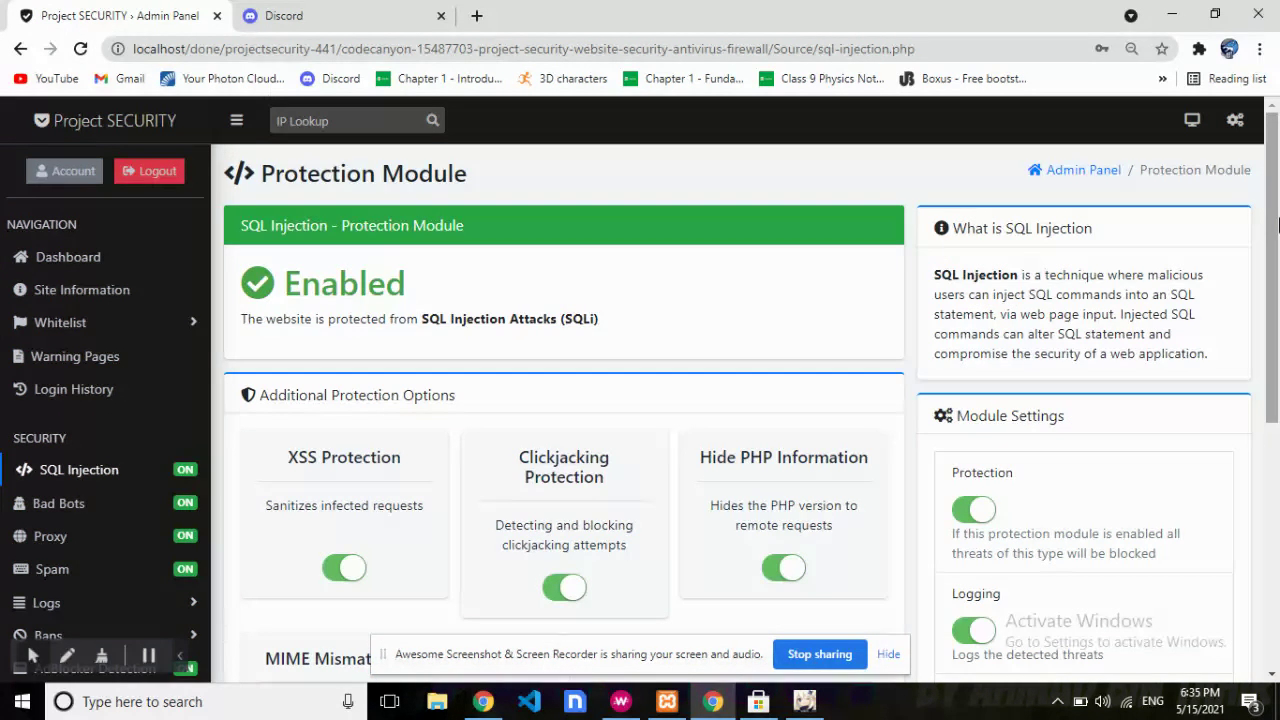 Project SECURITY › Admin Panel
Discord
localhost/done/projectsecurity-441/codecanyon-15487703-project-security-website-security-antivirus-firewall/Source/sql-injection.php
YouTube
Gmail
Your Photon Cloud...
Discord
Chapter 1 - Introdu...
3D characters
Chapter 1 - Funda...
Class 9 Physics Not...
Boxus - Free bootst...
»
Reading list
Project SECURITY
IP Lookup
Account
Logout
Protection Module
Admin Panel / Protection Module
NAVIGATION
Dashboard
Site Information
Whitelist
Warning Pages
Login History
SECURITY
SQL Injection ON
Bad Bots ON
Proxy ON
Spam ON
Logs
Bans
AdBlocker Detection
SQL Injection - Protection Module
Enabled
The website is protected from SQL Injection Attacks (SQLi)
Additional Protection Options
XSS Protection
Sanitizes infected requests
Clickjacking
Protection
Detecting and blocking
clickjacking attempts
Hide PHP Information
Hides the PHP version to
remote requests
MIME Mismat
What is SQL Injection
SQL Injection is a technique where malicious
users can inject SQL commands into an SQL
statement, via web page input. Injected SQL
commands can alter SQL statement and
compromise the security of a web application.
Module Settings
Protection
If this protection module is enabled all
threats of this type will be blocked
Logging
Logs the detected threats
Activate Windows
Go to Settings to activate Windows.
Awesome Screenshot & Screen Recorder is sharing your screen and audio.
Stop sharing
Hide
Type here to search
ENG
6:35 PM
5/15/2021
3